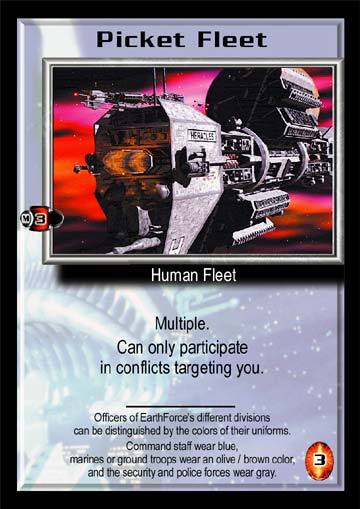 Picket Fleet
HERACLES
M 3
Human Fleet
Multiple.
Can only participate
in conflicts targeting you.
Officers of EarthForce's different divisions
can be distinguished by the colors of their uniforms.
Command staff wear blue,
marines or ground troops wear an olive / brown color,
and the security and police forces wear gray.
3